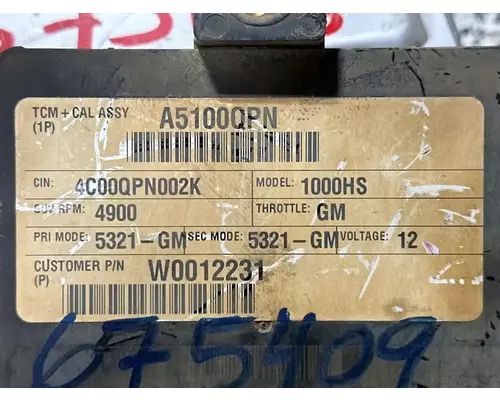 TCM + CAL ASSY A5100QPN
(1P)
CIN: 4C00QPN002K MODEL: 1000HS
GOV RPM: 4900 THROTTLE: GM
PRI MODE: 5321-GM SEC MODE: 5321-GM VOLTAGE: 12
CUSTOMER P/N W0012231
(P)
675409